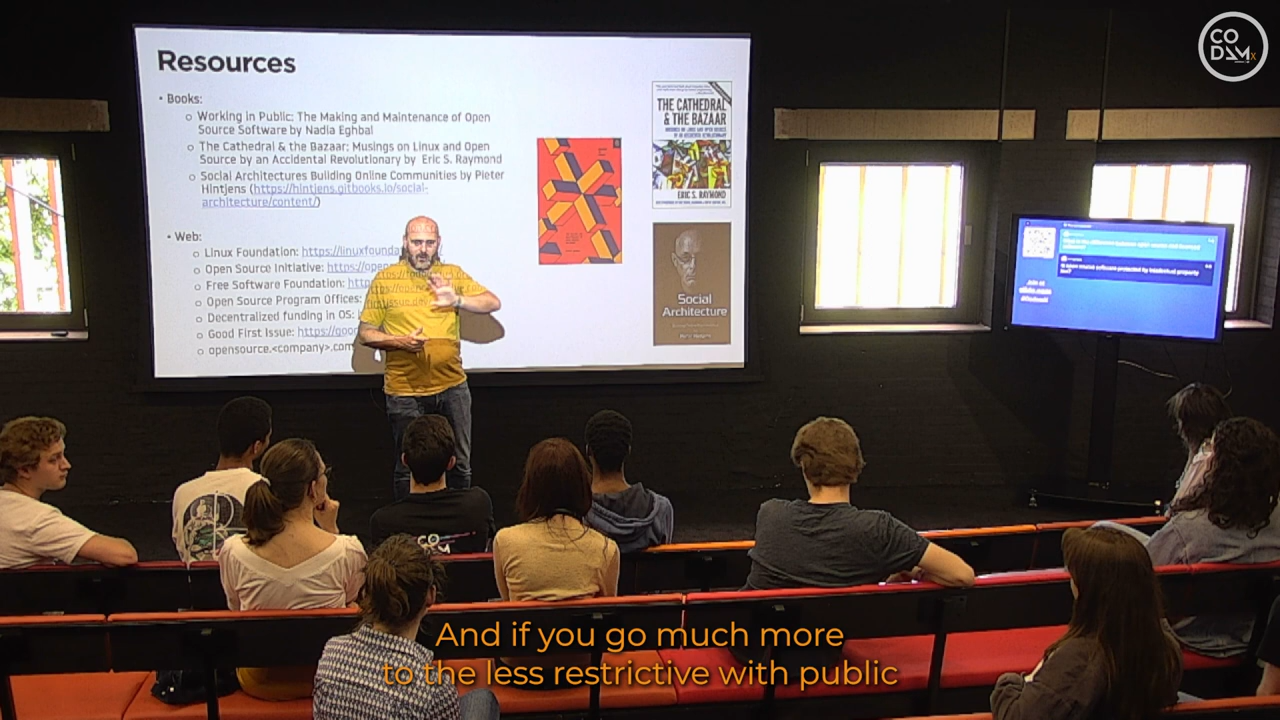 CO
DAM
Resources
• Books:
○ Working in Public: The Making and Maintenance of Open
Source Software by Nadia Eghbal
○ The Cathedral & the Bazaar: Musings on Linux and Open
Source by an Accidental Revolutionary by Eric S. Raymond
○ Social Architectures Building Online Communities by Pieter
Hintjens (https://hintjens.gitbooks.io/social-
architecture/content/)
• Web:
○ Linux Foundation: https://linuxfounda
○ Open Source Initiative: https://open
○ Free Software Foundation: http
○ Open Source Program Offices:
○ Decentralized funding in OS:
○ Good First Issue: https://goo
○ opensource.<company>.com
THE CATHEDRAL
& THE BAZAAR
ERIC S. RAYMOND
Social
Architecture
Join at
And if you go much more
to the less restrictive with public